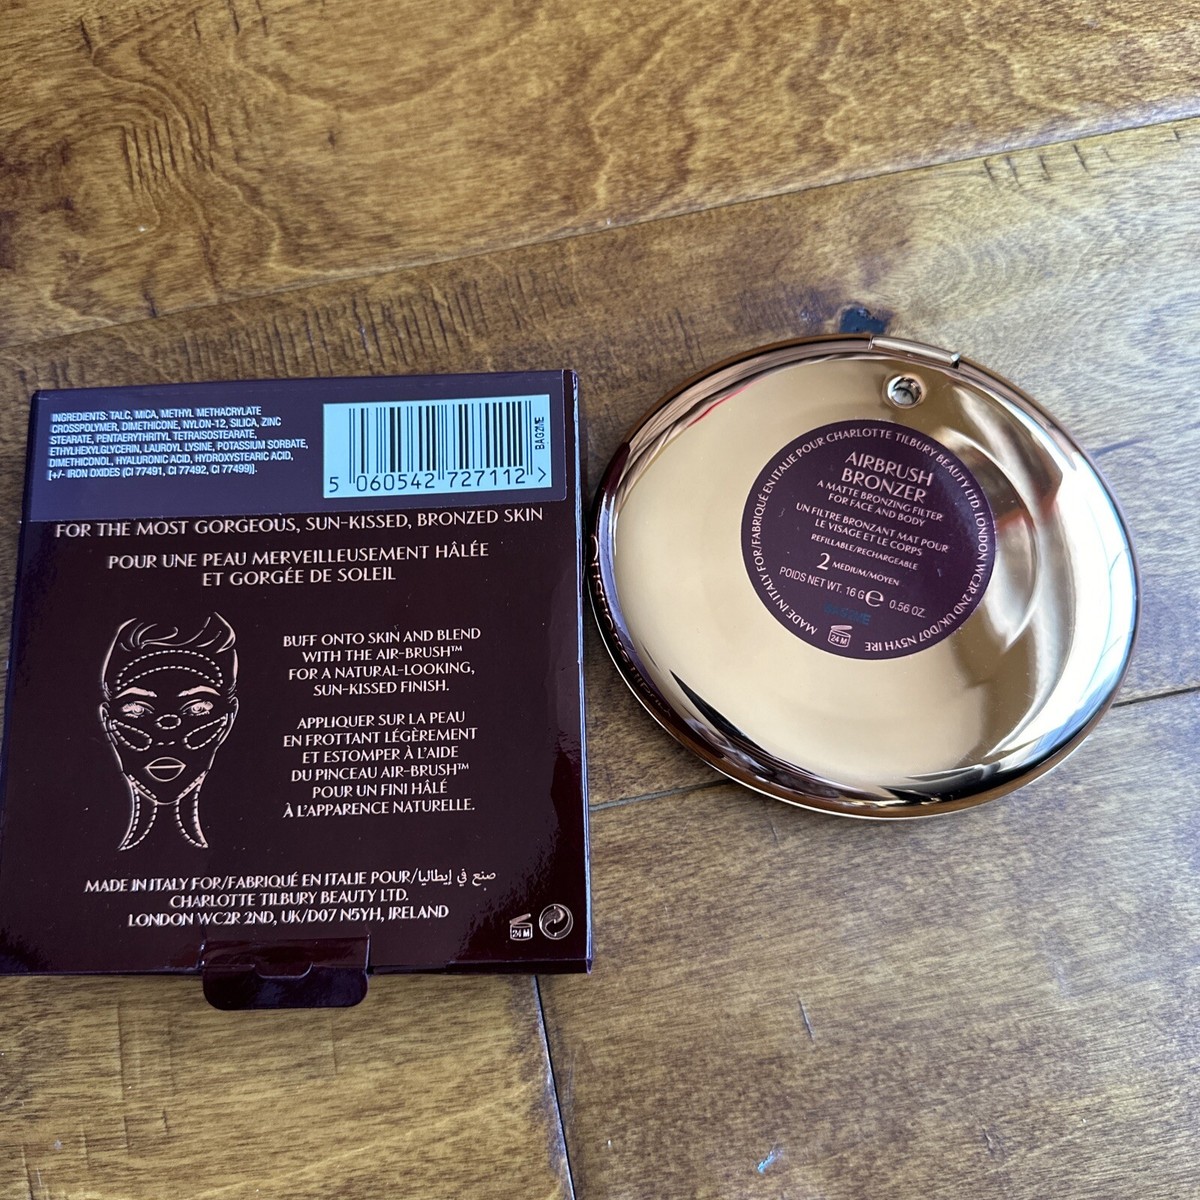 INGREDIENTS: TALC, MICA, METHYL METHACRYLATE
CROSSPOLYMER, DIMETHICONE, NYLON-12, SILICA, ZINC
STEARATE, PENTAERYTHRITYL TETRAISOSTEARATE,
ETHYLHEXYLGLYCERIN, LAUROYL LYSINE, POTASSIUM SORBATE,
DIMETHICONOL, HYALURONIC ACID, HYDROXYSTEARIC ACID,
[+/- IRON OXIDES (CI 77491, CI 77492, CI 77499)].
5 060542 727112 >
FOR THE MOST GORGEOUS, SUN-KISSED, BRONZED SKIN
POUR UNE PEAU MERVEILLEUSEMENT HÂLÉE
ET GORGÉE DE SOLEIL
BUFF ONTO SKIN AND BLEND
WITH THE AIR-BRUSH™
FOR A NATURAL-LOOKING,
SUN-KISSED FINISH.
APPLIQUER SUR LA PEAU
EN FROTTANT LÉGÈREMENT
ET ESTOMPER À L'AIDE
DU PINCEAU AIR-BRUSH™
POUR UN FINI HÂLÉ
À L'APPARENCE NATURELLE.
MADE IN ITALY FOR/FABRIQUÉ EN ITALIE POUR/صنع في إيطاليا
CHARLOTTE TILBURY BEAUTY LTD.
LONDON WC2R 2ND, UK/D07 N5YH, IRELAND
24 M
MADE IN ITALY FOR/FABRIQUÉ EN ITALIE POUR CHARLOTTE TILBURY BEAUTY LTD. LONDON WC2R 2ND UK/D07 N5YH IRE
AIRBRUSH
BRONZER
A MATTE BRONZING FILTER
FOR FACE AND BODY
UN FILTRE BRONZANT MAT POUR
LE VISAGE ET LE CORPS
REFILLABLE/RECHARGEABLE
2 MEDIUM/MOYEN
POIDS NET WT. 16 G e 0.56 OZ.
24 M